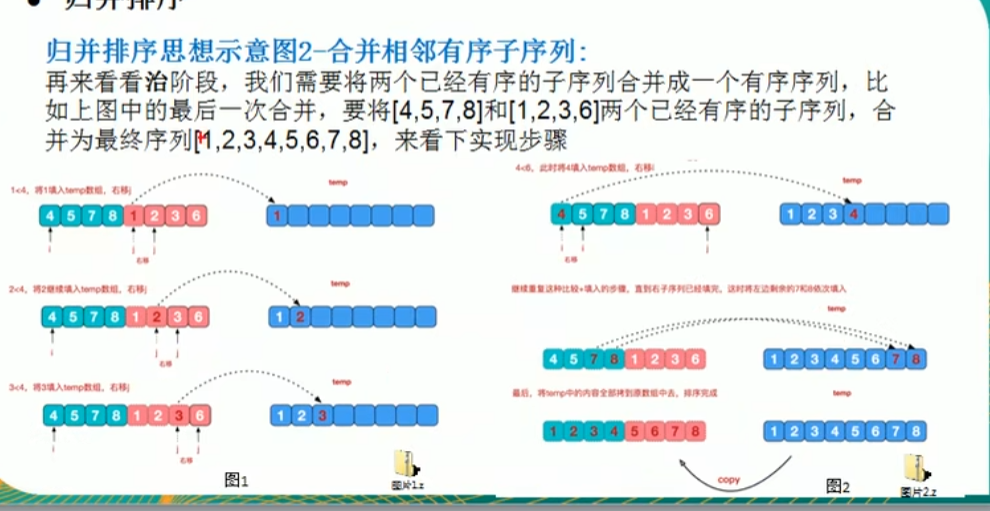 归并排序
归并排序思想示意图2-合并相邻有序子序列:
再来看看治阶段，我们需要将两个已经有序的子序列合并成一个有序序列，比
如上图中的最后一次合并，要将[4,5,7,8]和[1,2,3,6]两个已经有序的子序列，合
并为最终序列[1,2,3,4,5,6,7,8]，来看下实现步骤
1<4，将1填入temp数组，右移j
temp
4 5 7 8 1 2 3 6
1
右移
2<4，将2继续填入temp数组，右移j
temp
4 5 7 8 1 2 3 6
1 2
右移
3<4，将3填入temp数组，右移j
temp
4 5 7 8 1 2 3 6
1 2 3
右移
图1
图片1.z
4<6，此时将4填入temp数组，右移i
temp
4 5 7 8 1 2 3 6
1 2 3 4
右移
继续重复这种比较+填入的步骤，直到右子序列已经填完，这时将左边剩余的7和8依次填入
temp
4 5 7 8 1 2 3 6
1 2 3 4 5 6 7 8
最后，将temp中的内容全部拷到原数组中去，排序完成
temp
1 2 3 4 5 6 7 8
1 2 3 4 5 6 7 8
copy
图2
图片2.z